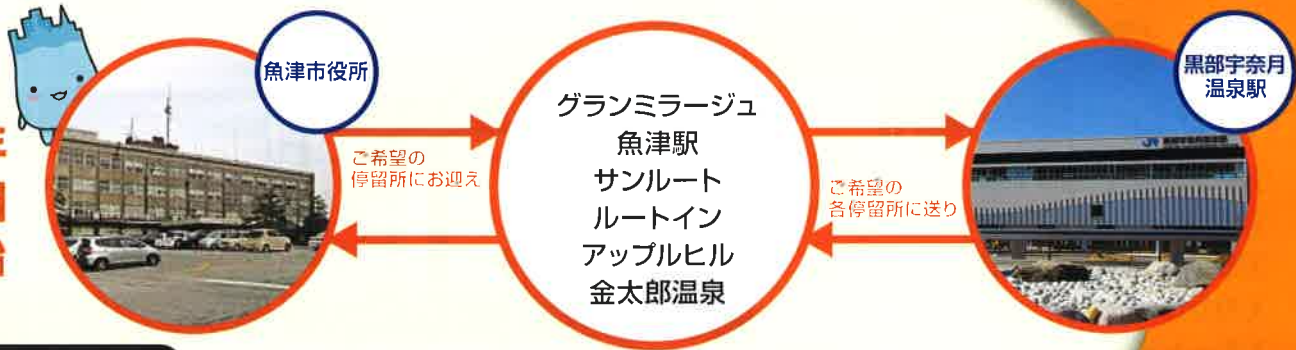 魚津市役所
ご希望の
停留所にお迎え
グランミラージュ
魚津駅
サンルート
ルートイン
アップルヒル
金太郎温泉
ご希望の
各停留所に送り
黒部宇奈月
温泉駅
JR